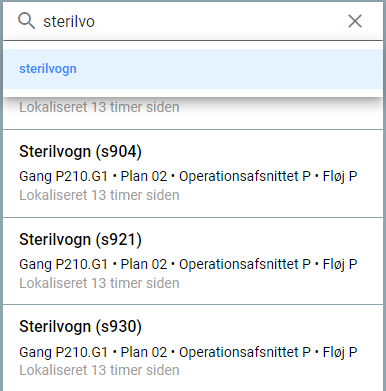 sterilvo
sterilvogn
Lokaliseret 13 timer siden
Sterilvogn (s904)
Gang P210.G1 • Plan 02 • Operationsafsnittet P • Fløj P
Lokaliseret 13 timer siden
Sterilvogn (s921)
Gang P210.G1 • Plan 02 • Operationsafsnittet P • Fløj P
Lokaliseret 13 timer siden
Sterilvogn (s930)
Gang P210.G1 • Plan 02 • Operationsafsnittet P • Fløj P
Lokaliseret 13 timer siden